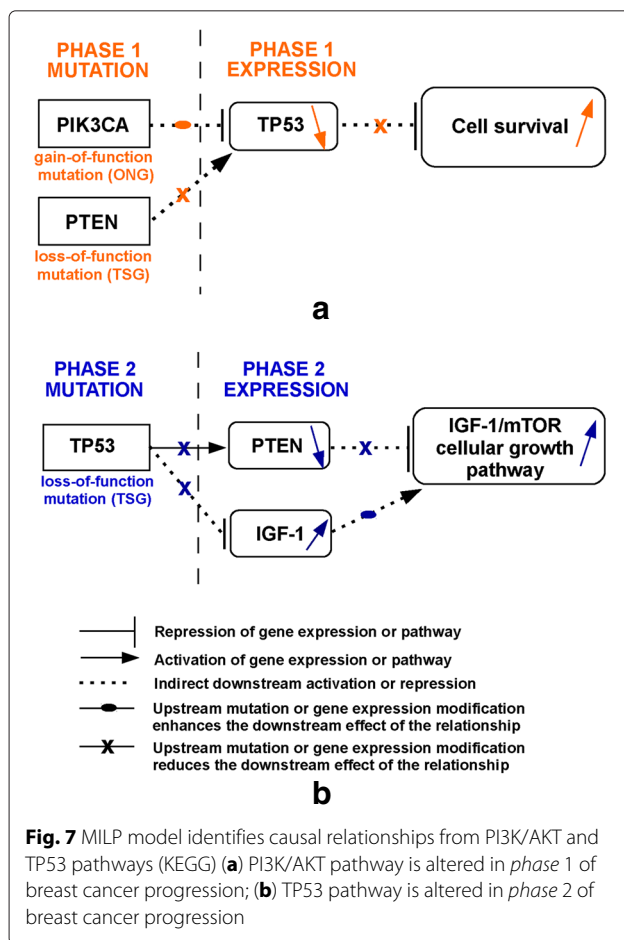 PHASE 1
MUTATION
PHASE 1
EXPRESSION
PIK3CA
gain-of-function
mutation (ONG)
TP53
X
Cell survival
X
PTEN
loss-of-function
mutation (TSG)
a
PHASE 2
MUTATION
PHASE 2
EXPRESSION
TP53
loss-of-function
mutation (TSG)
X
X
PTEN
X
IGF-1/mTOR
cellular growth
pathway
IGF-1
Repression of gene expression or pathway
Activation of gene expression or pathway
Indirect downstream activation or repression
Upstream mutation or gene expression modification
enhances the downstream effect of the relationship
X
Upstream mutation or gene expression modification
reduces the downstream effect of the relationship
b
Fig. 7 MILP model identifies causal relationships from PI3K/AKT and
TP53 pathways (KEGG) (a) PI3K/AKT pathway is altered in phase 1 of
breast cancer progression; (b) TP53 pathway is altered in phase 2 of
breast cancer progression